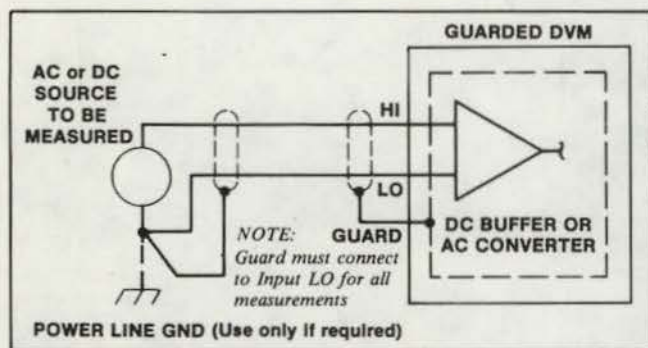 GUARDED DVM
AC or DC
SOURCE
TO BE
MEASURED
HI
LO
NOTE:
Guard must connect
to Input LO for all
measurements
GUARD
DC BUFFER OR
AC CONVERTER
POWER LINE GND (Use only if required)